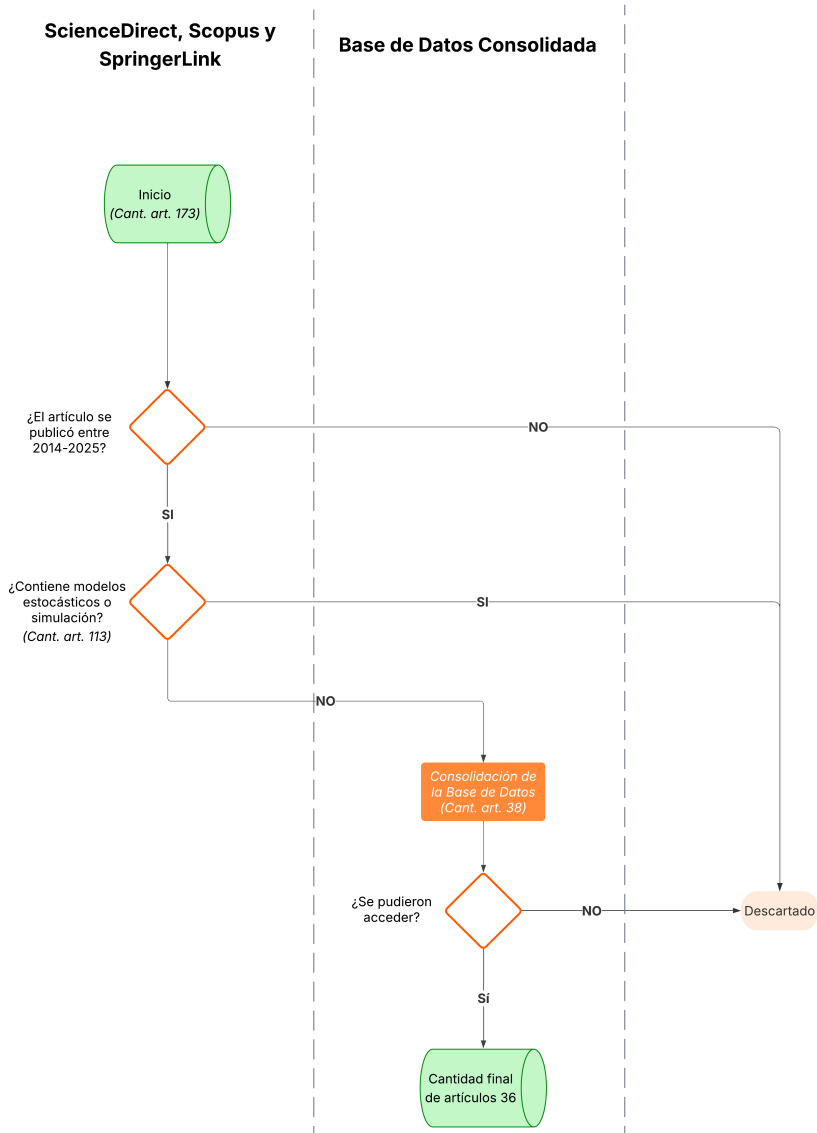 ScienceDirect, Scopus y
SpringerLink
Base de Datos Consolidada
Inicio
(Cant. art. 173)
¿El artículo se
publicó entre
2014-2025?
NO
SI
¿Contiene modelos
estocásticos o
simulación?
(Cant. art. 113)
SI
NO
Consolidación de
la Base de Datos
(Cant. art. 38)
¿Se pudieron
acceder?
NO
Descartado
Sí
Cantidad final
de artículos 36